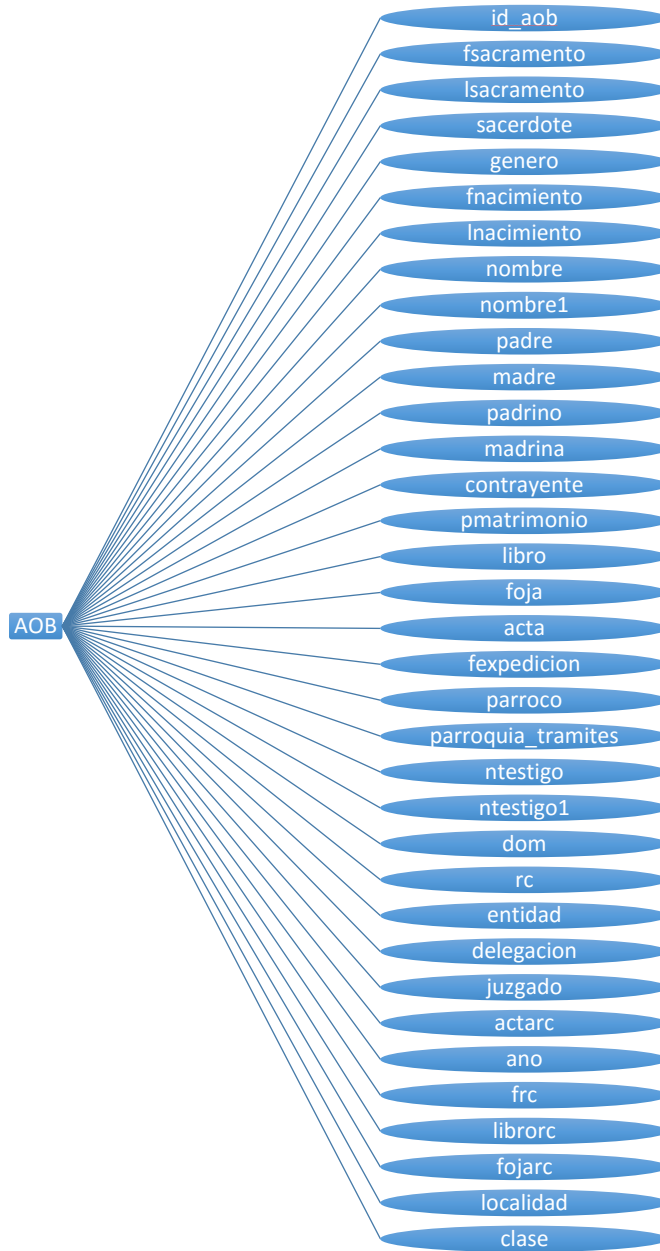 id_aob
fsacramento
lsacramento
sacerdote
genero
fnacimiento
lnacimiento
nombre
nombre1
padre
madre
padrino
madrina
contrayente
pmatrimonio
libro
foja
AOB
acta
fexpedicion
parroco
parroquia_tramites
ntestigo
ntestigo1
dom
rc
entidad
delegacion
juzgado
actarc
ano
frc
librorc
fojarc
localidad
clase